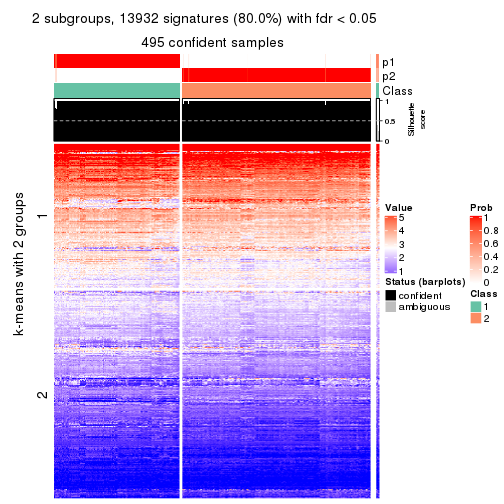 2 subgroups, 13932 signatures (80.0%) with fdr < 0.05
495 confident samples
p1
p2
Class
1
0.5
0
Silhouette
score
k-means with 2 groups
1
2
Value
5
4
3
2
1
Prob
1
0.8
0.6
0.4
0.2
0
Status (barplots)
confident
ambiguous
Class
1
2